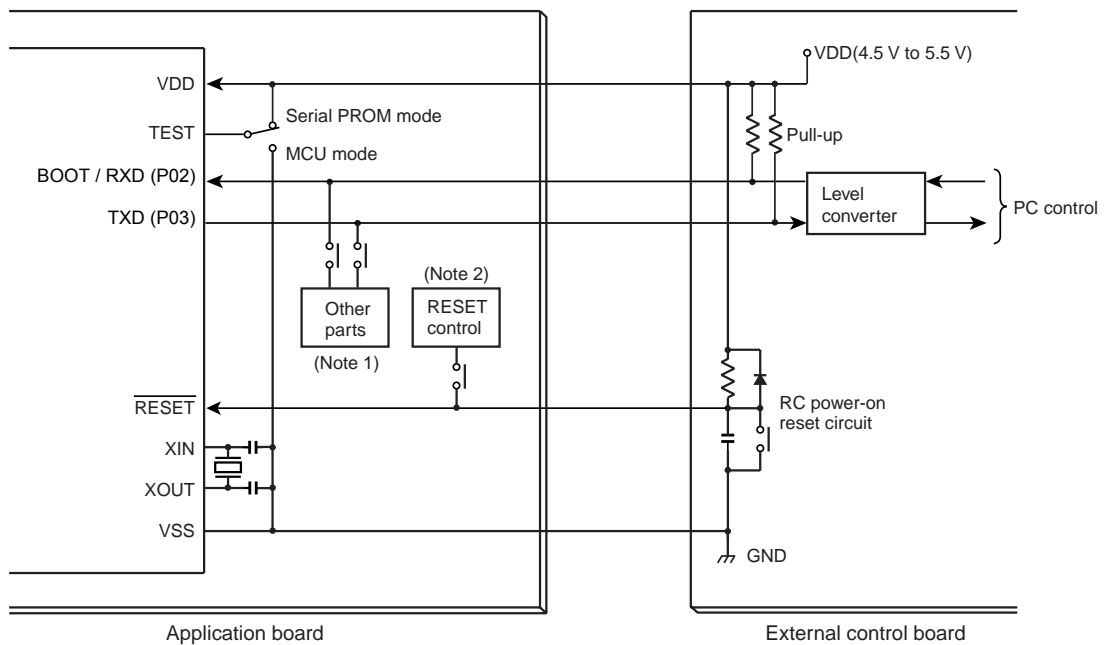 VDD(4.5 V to 5.5 V)
VDD
Serial PROM mode
TEST
Pull-up
MCU mode
BOOT / RXD (P02)
Level
converter
PC control
TXD (P03)
(Note 2)
Other
parts
RESET
control
(Note 1)
RESET
RC power-on
reset circuit
XIN
XOUT
VSS
GND
Application board
External control board